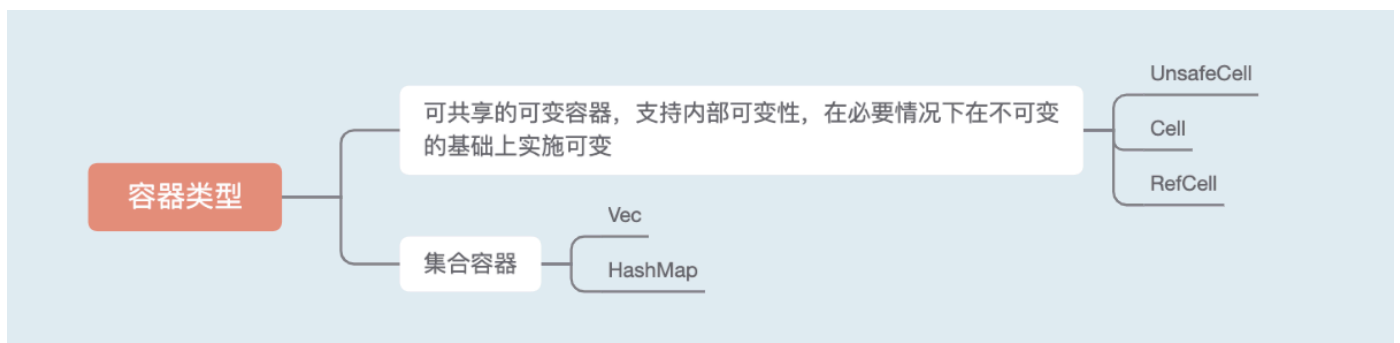 容器类型
可共享的可变容器，支持内部可变性，在必要情况下在不可变
的基础上实施可变
UnsafeCell
Cell
RefCell
集合容器
Vec
HashMap